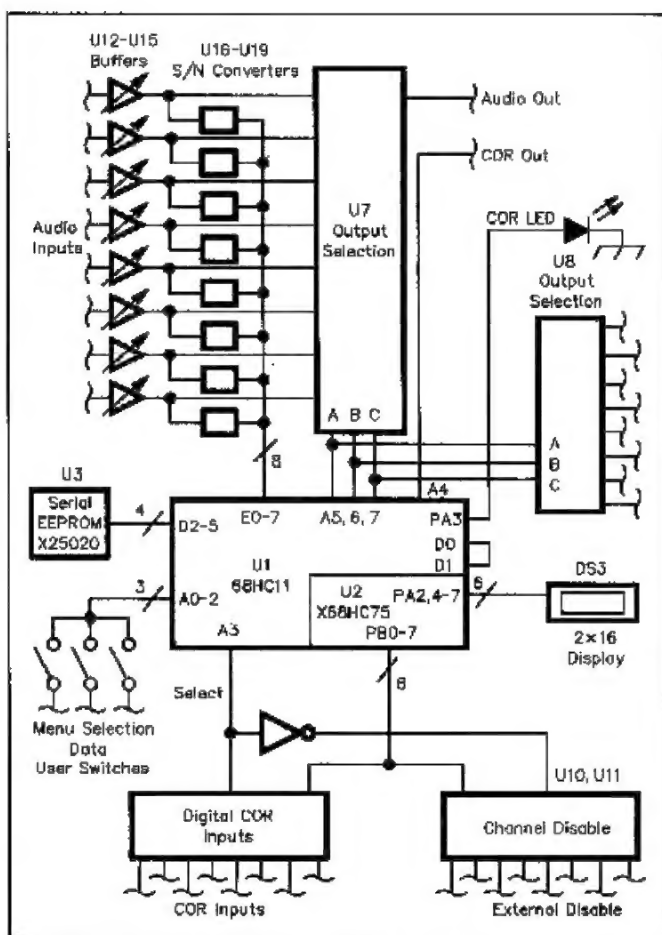 U12-U15
Buffers
U16-U19
S/N Converters
Audio
Inputs
U7
Output
Selection
Audio Out
COR Out
COR LED
U8
Output
Selection
A B C
A
B
C
8
U3
Serial
EEPROM
X25020
4
D2-5
E0-7
A5, 6, 7
A4
PA3
D0
D1
U1
68HC11
3
A0-2
A3
U2
X68HC75
PA2, 4-7
PB0-7
6
DS3
2×16
Display
8
Select
Menu Selection
Data
User Switches
U10, U11
Digital COR
Inputs
Channel Disable
COR Inputs
External Disable